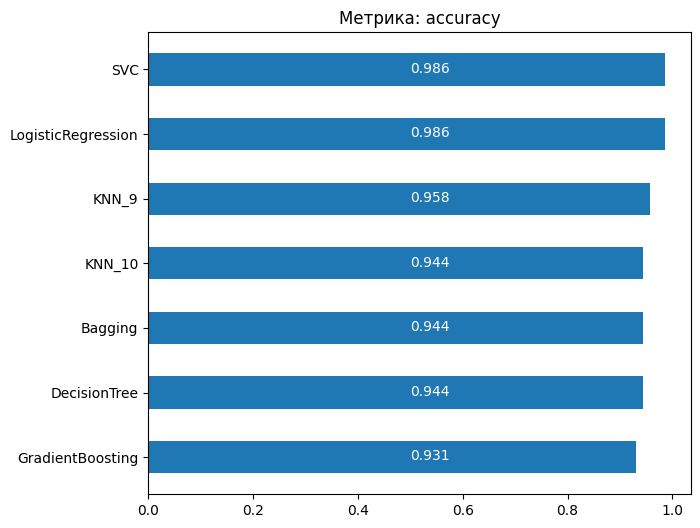 Метрика: accuracy
SVC 0.986
LogisticRegression 0.986
KNN_9 0.958
KNN_10 0.944
Bagging 0.944
DecisionTree 0.944
GradientBoosting 0.931
0.0 0.2 0.4 0.6 0.8 1.0